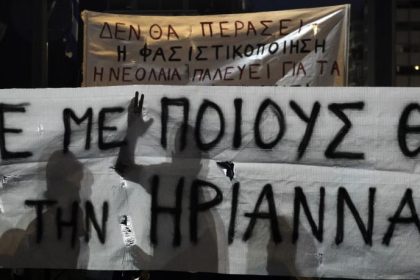 ΔΕΝ ΘΑ ΠΕΡΑΣΕΙ
Η ΦΑΣΙΣΤΙΚΟΠΟΙΗΣΗ
Η ΝΕΟΛΑΙΑ ΠΑΛΕΥΕΙ ΓΙΑ ΤΑ
Ε ΜΕ ΠΟΙΟΥΣ Θ
ΤΗΝ ΗΡΙΑΝΝΑ